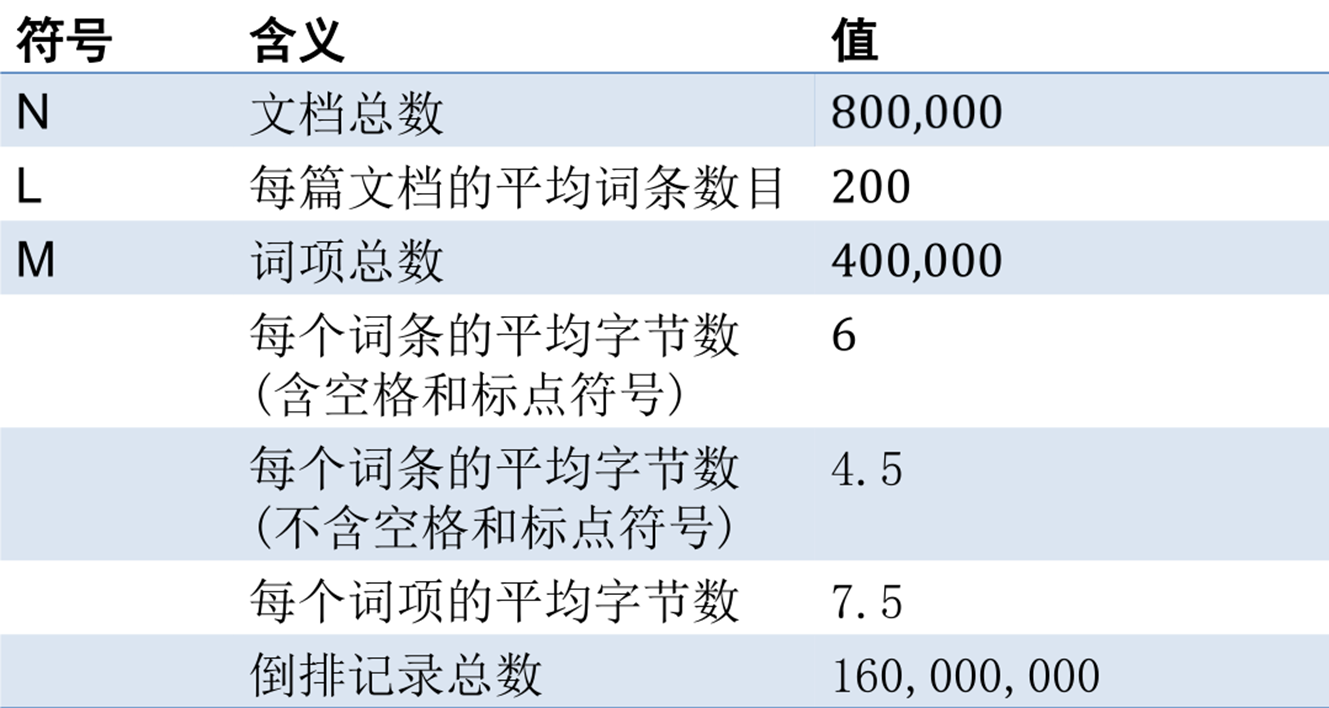 符号 含义 值
N 文档总数 800,000
L 每篇文档的平均词条数目 200
M 词项总数 400,000
每个词条的平均字节数 6
(含空格和标点符号)
每个词条的平均字节数 4.5
(不含空格和标点符号)
每个词项的平均字节数 7.5
倒排记录总数 160,000,000